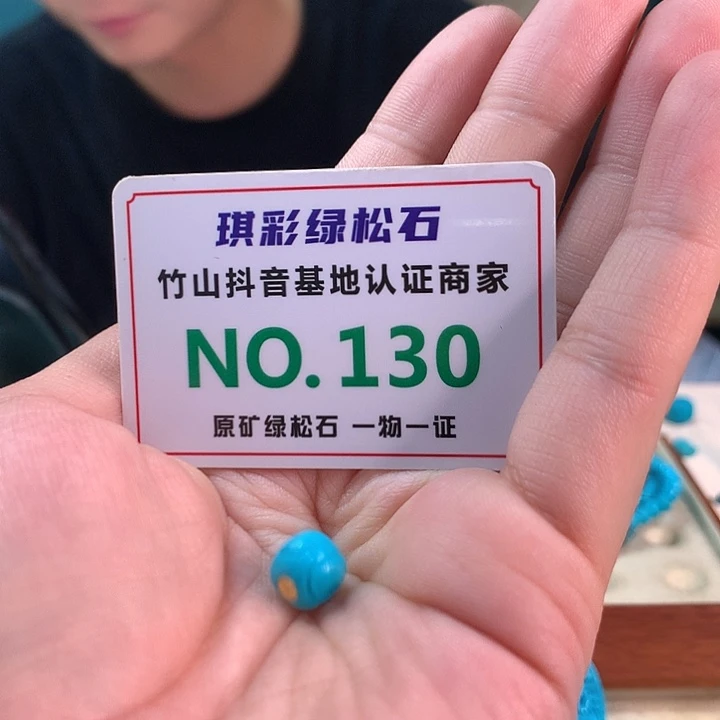 琪彩绿松石
竹山抖音基地认证商家
NO.130
原矿绿松石 一物一证